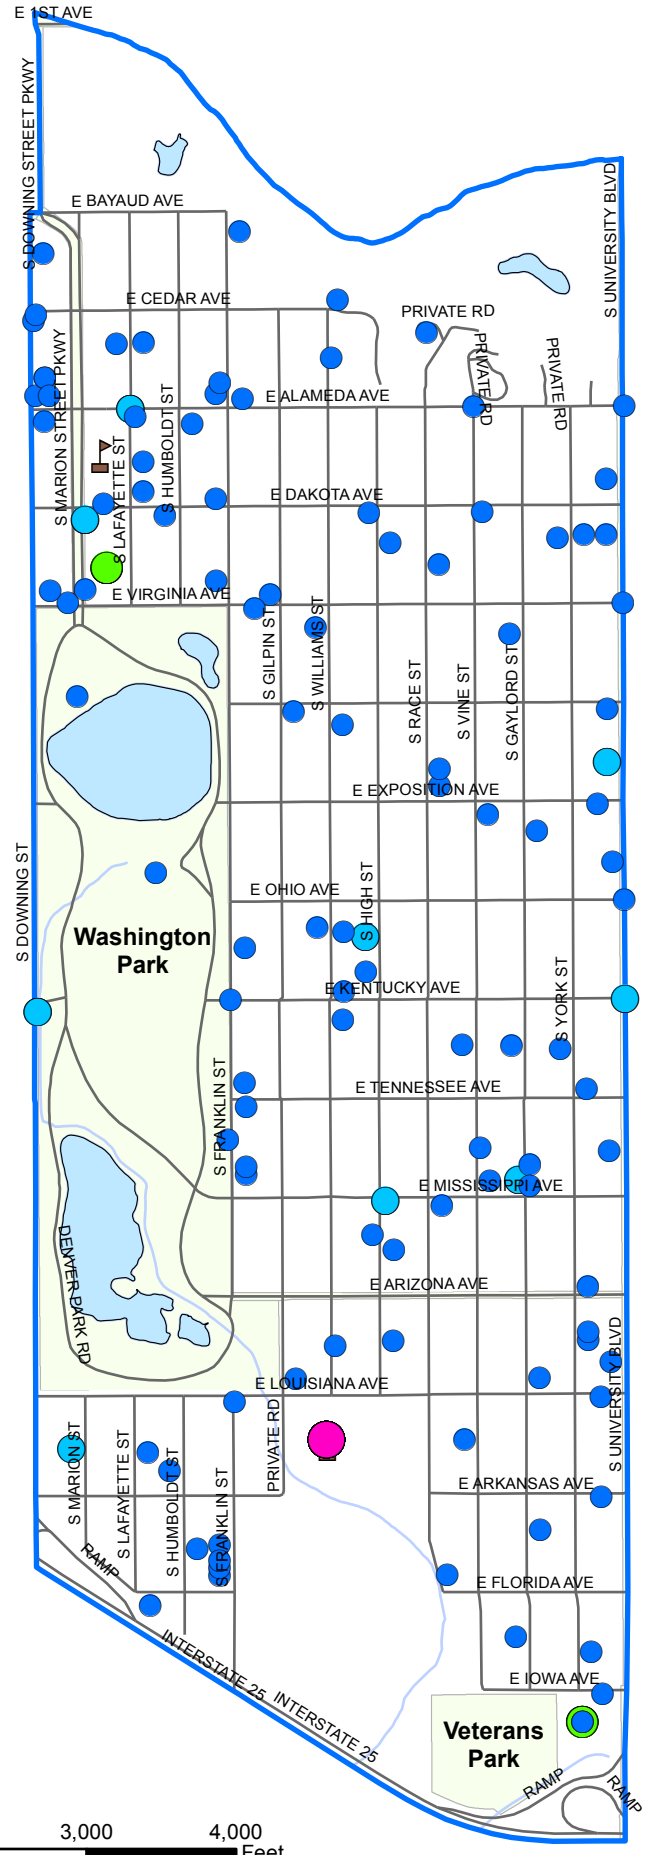 E 1ST AVE
S DOWNING STREET PKWY
E BAYAUD AVE
S UNIVERSITY BLVD
E CEDAR AVE
PRIVATE RD
PRIVATE RD
PRIVATE RD
S MARION STREET PKWY
E ALAMEDA AVE
S HUMBOLDT ST
S LAFAYETTE ST
E DAKOTA AVE
E VIRGINIA AVE
S GILPIN ST
S WILLIAMS ST
S RACE ST
S VINE ST
S GAYLORD ST
E EXPOSITION AVE
S DOWNING ST
E OHIO AVE
S HIGH ST
Washington
Park
E KENTUCKY AVE
S YORK ST
S FRANKLIN ST
E TENNESSEE AVE
E MISSISSIPPI AVE
DENVER PARK RD
E ARIZONA AVE
S UNIVERSITY BLVD
E LOUISIANA AVE
S MARION ST
S LAFAYETTE ST
S HUMBOLDT ST
S FRANKLIN ST
PRIVATE RD
E ARKANSAS AVE
RAMP
E FLORIDA AVE
INTERSTATE 25
INTERSTATE 25
E IOWA AVE
Veterans
Park
RAMP
RAMP
3,000
4,000
Feet